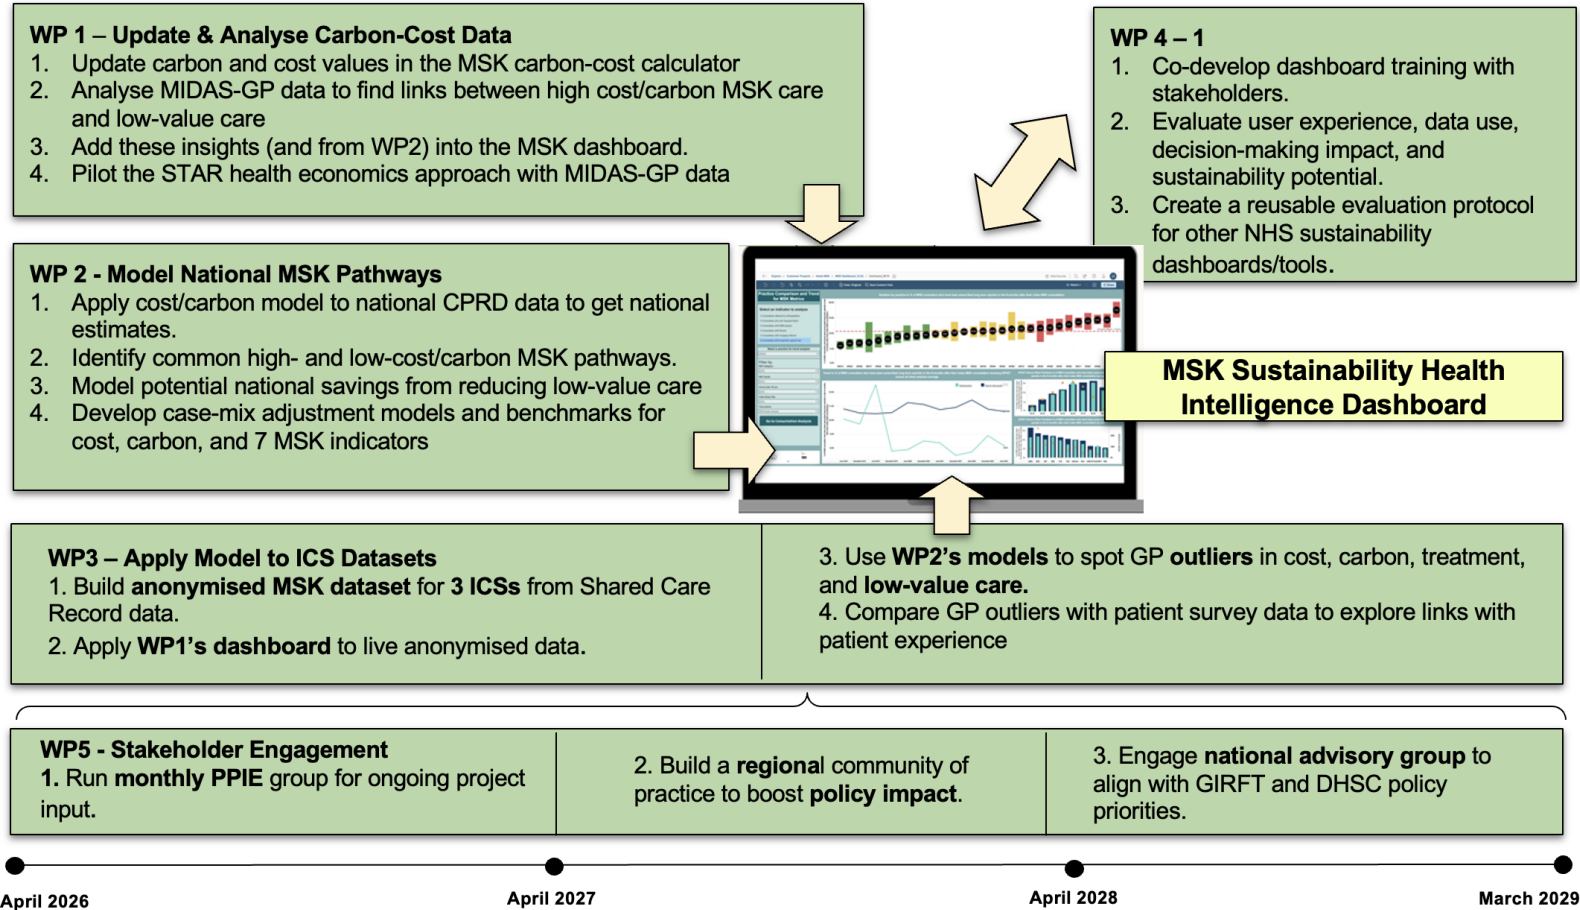 WP 1 – Update & Analyse Carbon-Cost Data
1. Update carbon and cost values in the MSK carbon-cost calculator
2. Analyse MIDAS-GP data to find links between high cost/carbon MSK care
and low-value care
3. Add these insights (and from WP2) into the MSK dashboard.
4. Pilot the STAR health economics approach with MIDAS-GP data
WP 4 – 1
1. Co-develop dashboard training with
stakeholders.
2. Evaluate user experience, data use,
decision-making impact, and
sustainability potential.
3. Create a reusable evaluation protocol
for other NHS sustainability
dashboards/tools.
WP 2 - Model National MSK Pathways
1. Apply cost/carbon model to national CPRD data to get national
estimates.
2. Identify common high- and low-cost/carbon MSK pathways.
3. Model potential national savings from reducing low-value care
4. Develop case-mix adjustment models and benchmarks for
cost, carbon, and 7 MSK indicators
Practice Comparison and Trend
for MSK Metrics
MSK Sustainability Health
Intelligence Dashboard
WP3 – Apply Model to ICS Datasets
1. Build anonymised MSK dataset for 3 ICSs from Shared Care
Record data.
2. Apply WP1’s dashboard to live anonymised data.
3. Use WP2’s models to spot GP outliers in cost, carbon, treatment,
and low-value care.
4. Compare GP outliers with patient survey data to explore links with
patient experience
WP5 - Stakeholder Engagement
1. Run monthly PPIE group for ongoing project
input.
2. Build a regional community of
practice to boost policy impact.
3. Engage national advisory group to
align with GIRFT and DHSC policy
priorities.
April 2026
April 2027
April 2028
March 2029